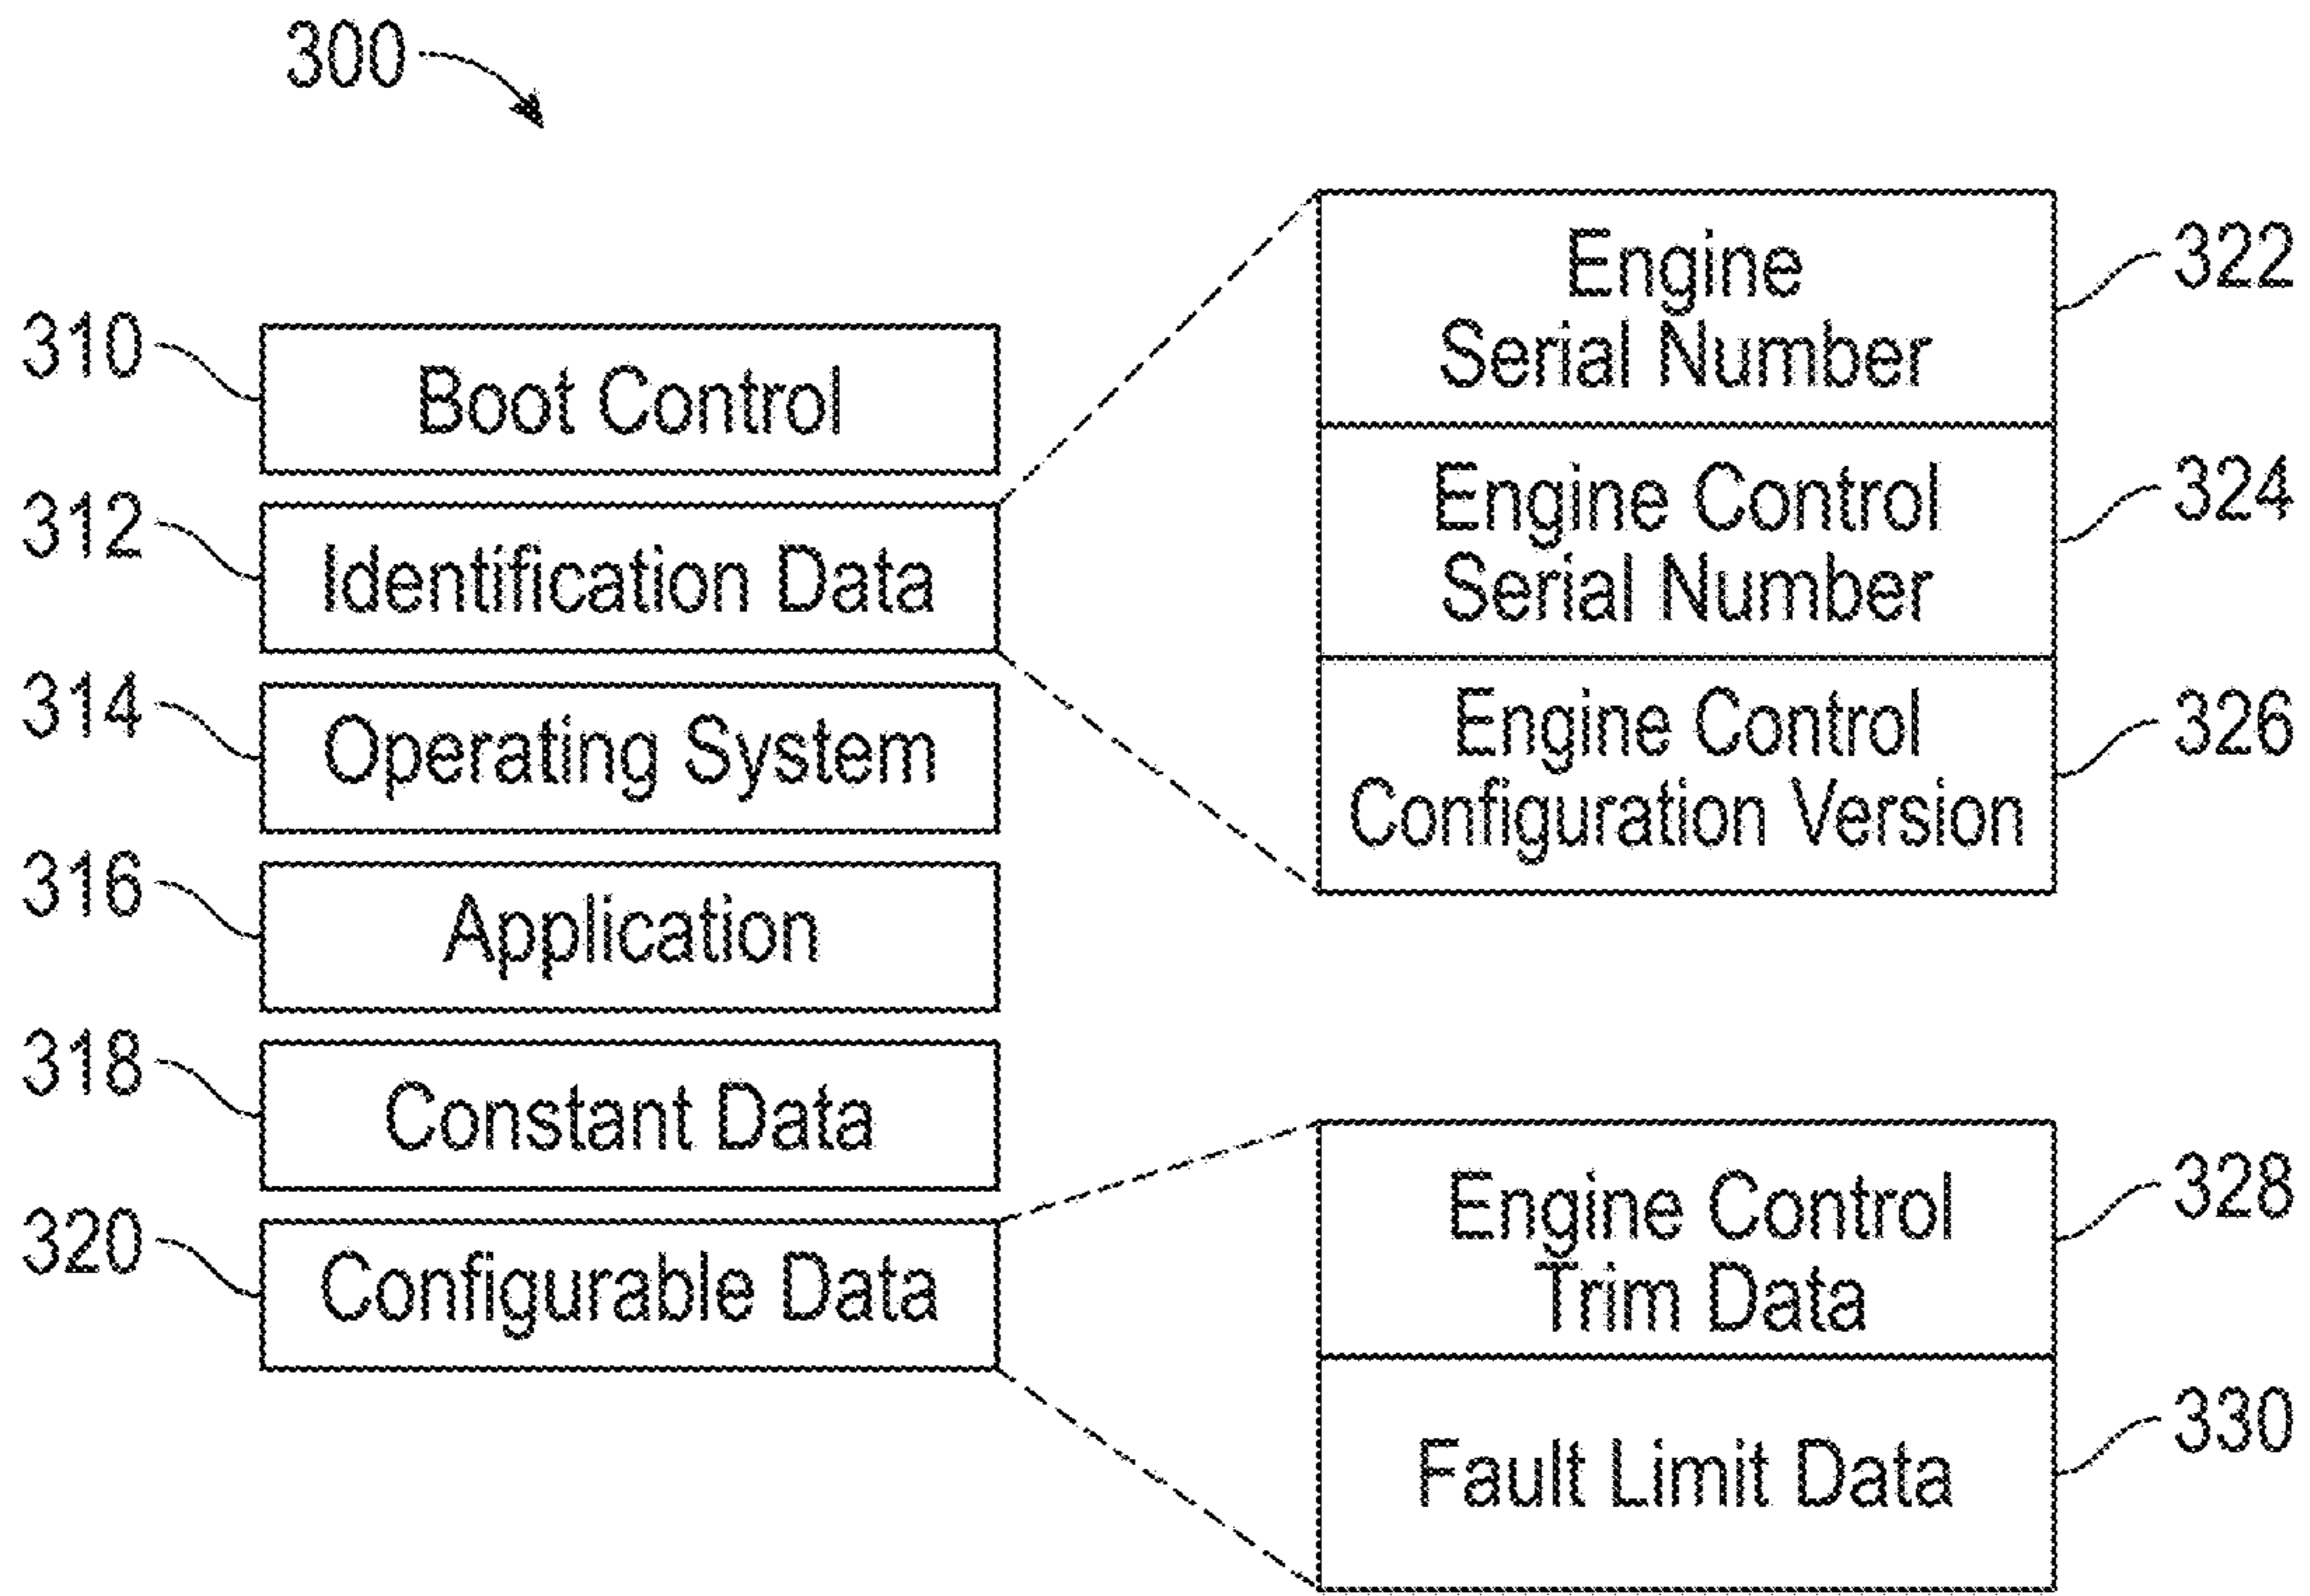 300
310
Boot Control
312
Identification Data
314
Operating System
316
Application
318
Constant Data
320
Configurable Data
Engine
Serial Number
322
Engine Control
Serial Number
324
Engine Control
Configuration Version
326
Engine Control
Trim Data
328
Fault Limit Data
330